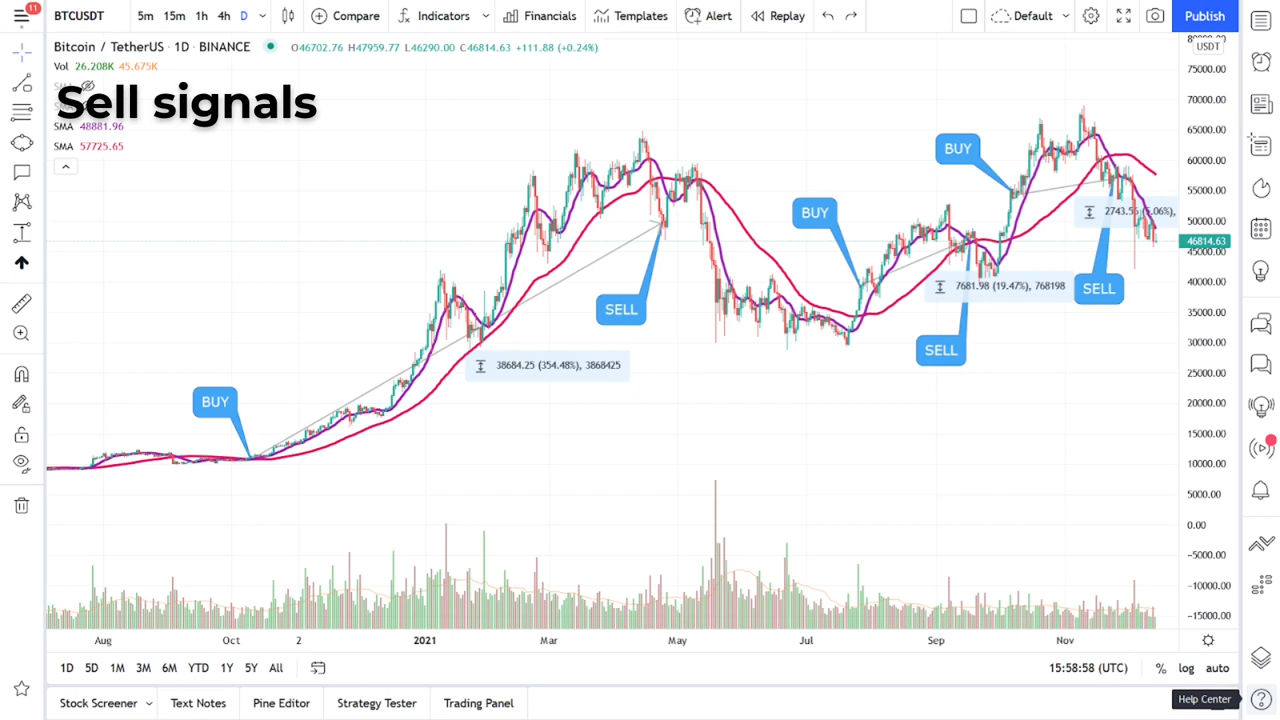 11
BTCUSDT
5m 15m 1h 4h D
Compare
Indicators
Financials
Templates
Alert
Replay
Default
Publish
Bitcoin / TetherUS · 1D · BINANCE
O46702.76 H47959.77 L46290.00 C46814.63 +111.88 (+0.24%)
USDT
Vol 26.208K 45.675K
Sell signals
SMA 48881.96
SMA 57725.65
75000.00
70000.00
65000.00
60000.00
55000.00
50000.00
46814.63
45000.00
40000.00
35000.00
30000.00
25000.00
20000.00
15000.00
10000.00
5000.00
0.00
−5000.00
−10000.00
−15000.00
BUY
BUY
BUY
SELL
SELL
SELL
38684.25 (354.48%), 3868425
7681.98 (19.47%), 768198
Aug Oct 2 2021 Mar May Jul Sep Nov
1D 5D 1M 3M 6M YTD 1Y 5Y All
15:58:58 (UTC)
% log auto
Stock Screener
Text Notes
Pine Editor
Strategy Tester
Trading Panel
Help Center